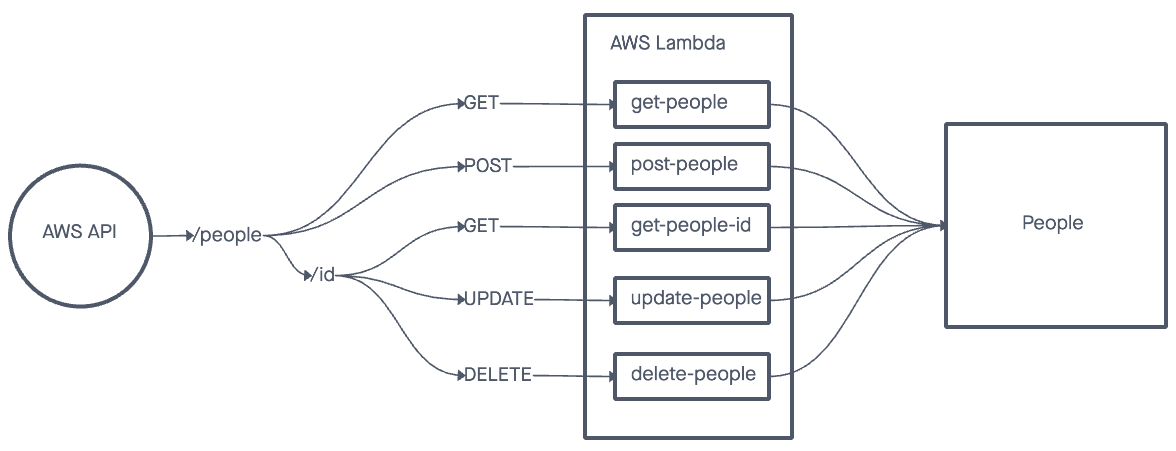 AWS Lambda
GET
get-people
POST
post-people
AWS API
/people
GET
get-people-id
People
/id
UPDATE
update-people
DELETE
delete-people